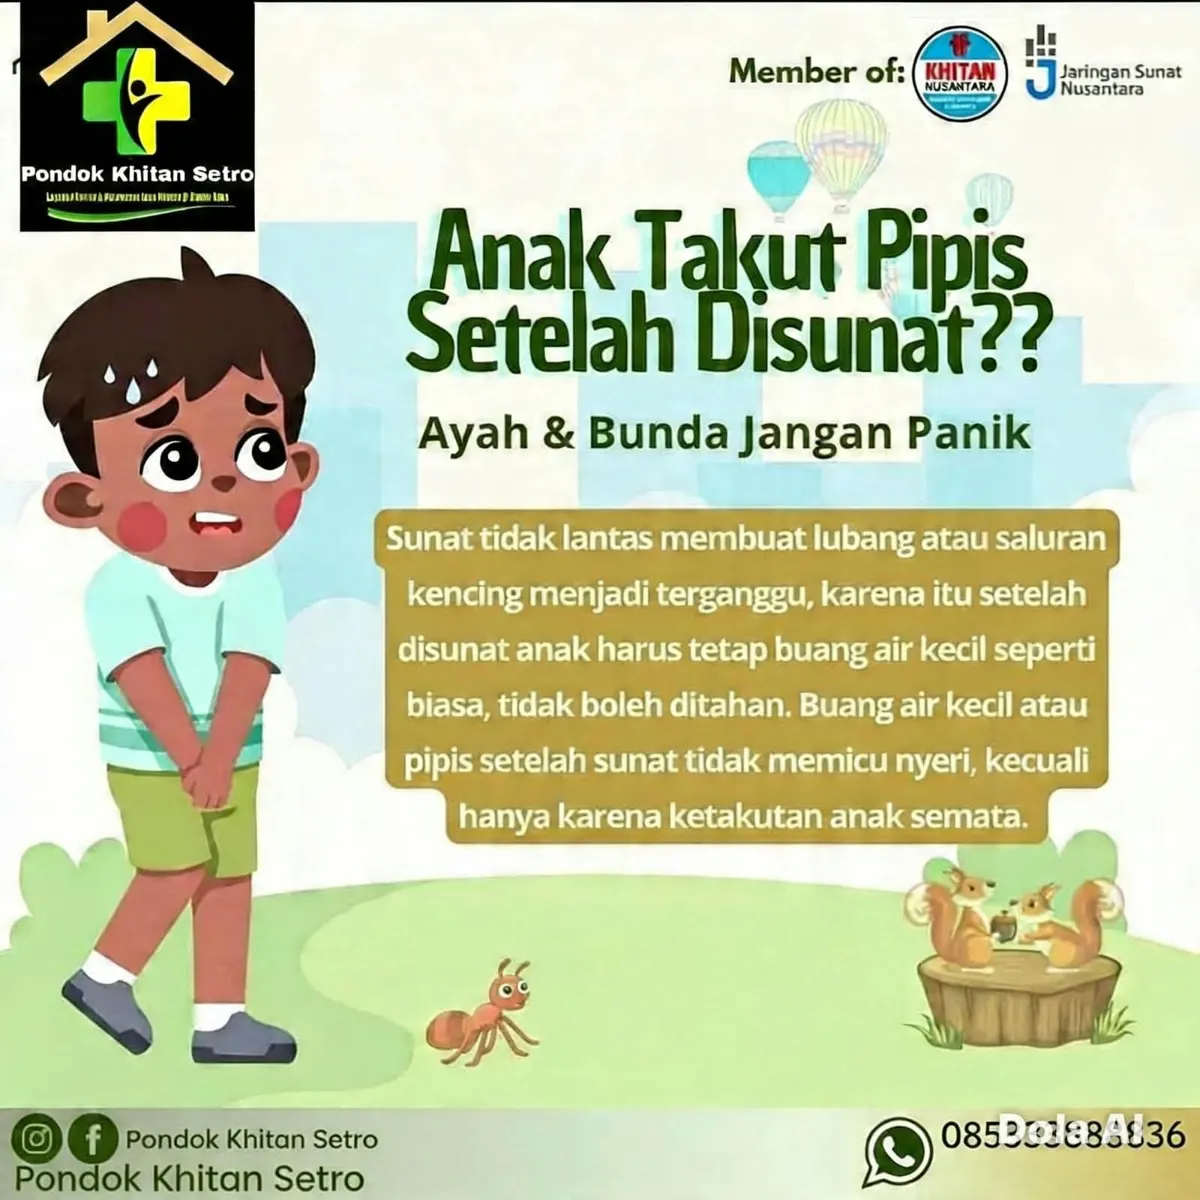 Pondok Khitan Setro
Member of:
KHITAN
NUSANTARA
Jaringan Sunat
Nusantara
Anak Takut Pipis
Setelah Disunat??
Ayah & Bunda Jangan Panik
Sunat tidak lantas membuat lubang atau saluran
kencing menjadi terganggu, karena itu setelah
disunat anak harus tetap buang air kecil seperti
biasa, tidak boleh ditahan. Buang air kecil atau
pipis setelah sunat tidak memicu nyeri, kecuali
hanya karena ketakutan anak semata.
Pondok Khitan Setro
Pondok Khitan Setro
Dola AI